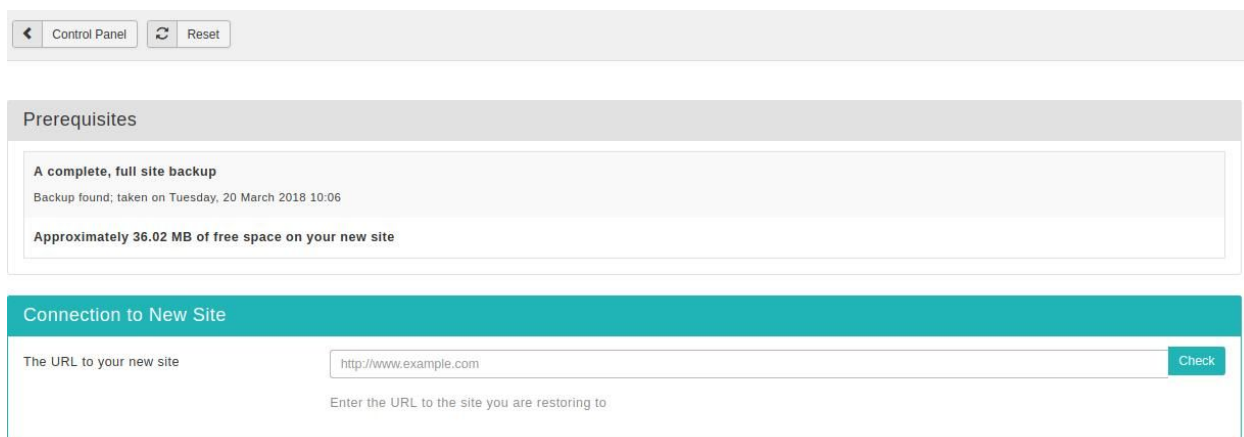 Control Panel Reset
Prerequisites
A complete, full site backup
Backup found; taken on Tuesday, 20 March 2018 10:06
Approximately 36.02 MB of free space on your new site
Connection to New Site
The URL to your new site http://www.example.com Check
Enter the URL to the site you are restoring to